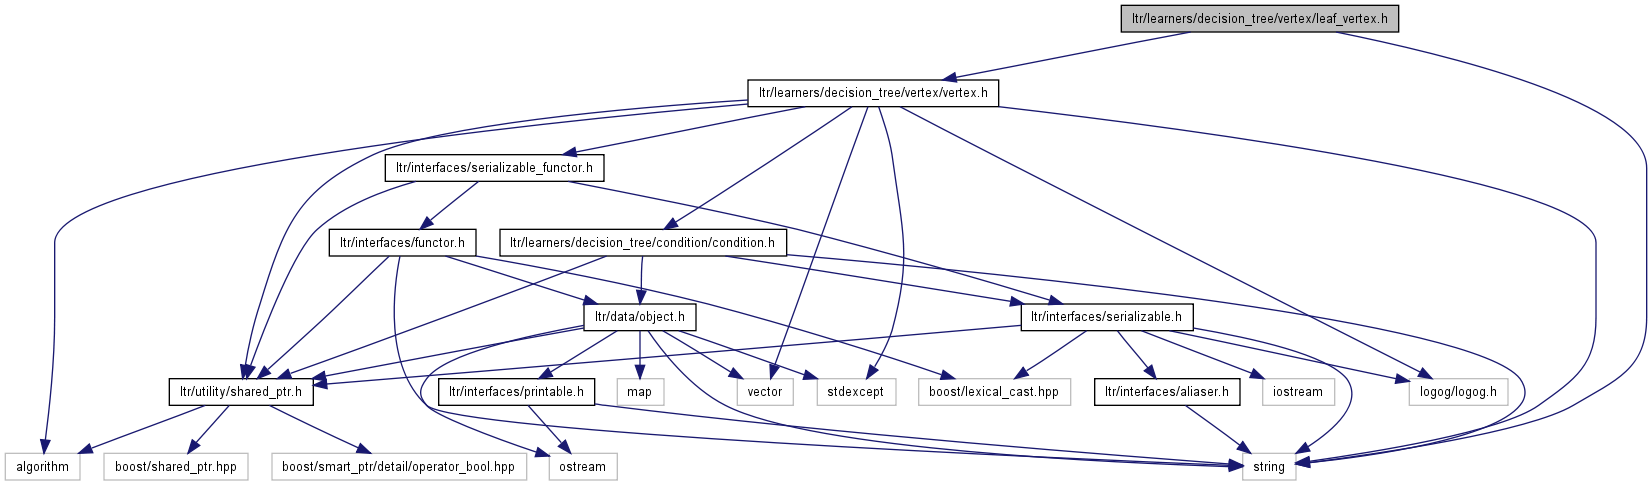 ltr/learners/decision_tree/vertex/leaf_vertex.h
ltr/learners/decision_tree/vertex/vertex.h
ltr/interfaces/serializable_functor.h
ltr/interfaces/functor.h
ltr/learners/decision_tree/condition/condition.h
ltr/data/object.h
ltr/interfaces/serializable.h
ltr/utility/shared_ptr.h
ltr/interfaces/printable.h
map
vector
stdexcept
boost/lexical_cast.hpp
ltr/interfaces/aliaser.h
iostream
logog/logog.h
algorithm
boost/shared_ptr.hpp
boost/smart_ptr/detail/operator_bool.hpp
ostream
string